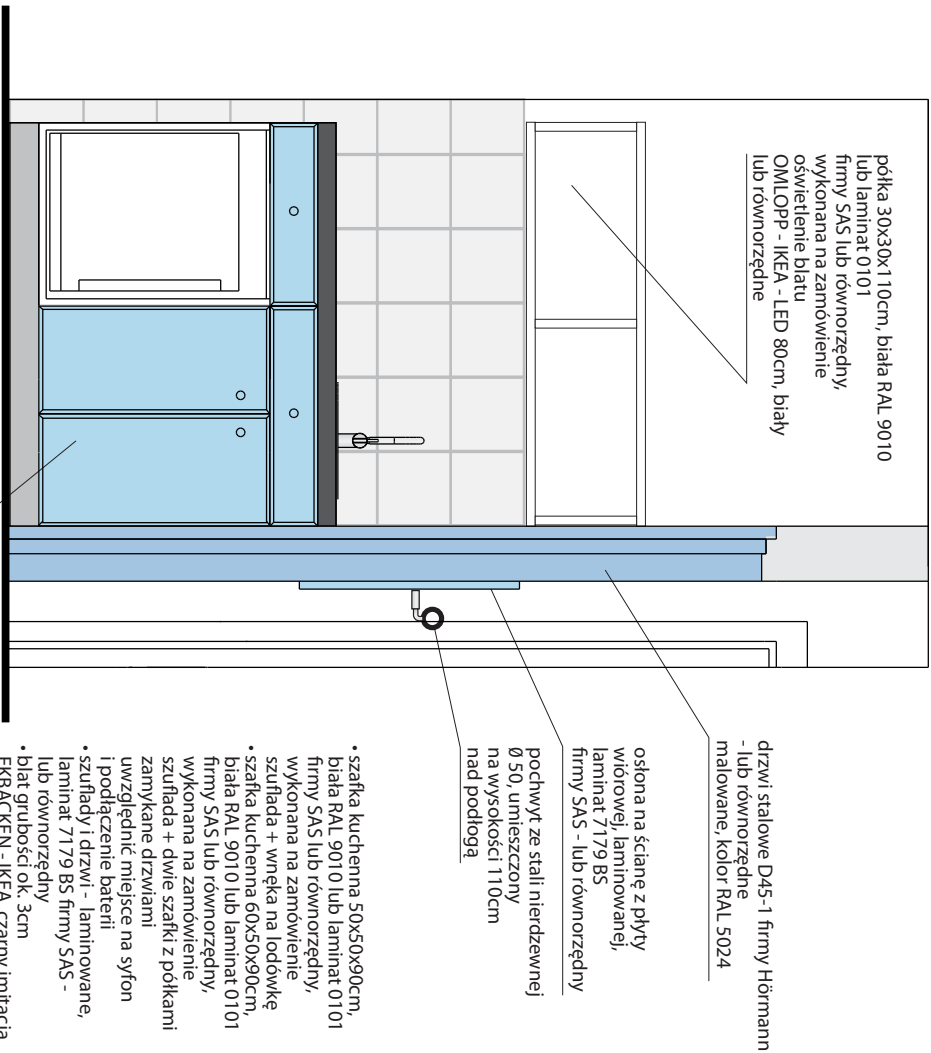 półka 30x30x110cm, biała RAL 9010
lub laminat 0101
firmy SAS lub równorzędny,
wykonana na zamówienie
oświetlenie blatu
OMLOPP - IKEA - LED 80cm, biały
lub równorzędne
drzwi stalowe D45-1 firmy Hörmann
- lub równorzędne
malowane, kolor RAL 5024
osłona na ścianę z płyty
wiórowej, laminowanej,
laminat 7179 BS
firmy SAS - lub równorzędny
pochwyt ze stali nierdzewnej
Ø 50, umieszczony
na wysokości 110cm
nad podłogą
• szafka kuchenna 50x50x90cm,
biała RAL 9010 lub laminat 0101
firmy SAS lub równorzędny,
wykonana na zamówienie
szuflada + wnęka na lodówkę
• szafka kuchenna 60x50x90cm,
biała RAL 9010 lub laminat 0101
firmy SAS lub równorzędny,
wykonana na zamówienie
szuflada + dwie szafki z półkami
zamykane drzwiami
uwzględnić miejsce na syfon
i podłączenie baterii
• szuflady i drzwi - laminowane,
laminat 7179 BS firmy SAS -
lub równorzędny
• blat grubości ok. 3cm
EKBACKEN - IKEA, czarny imitacja